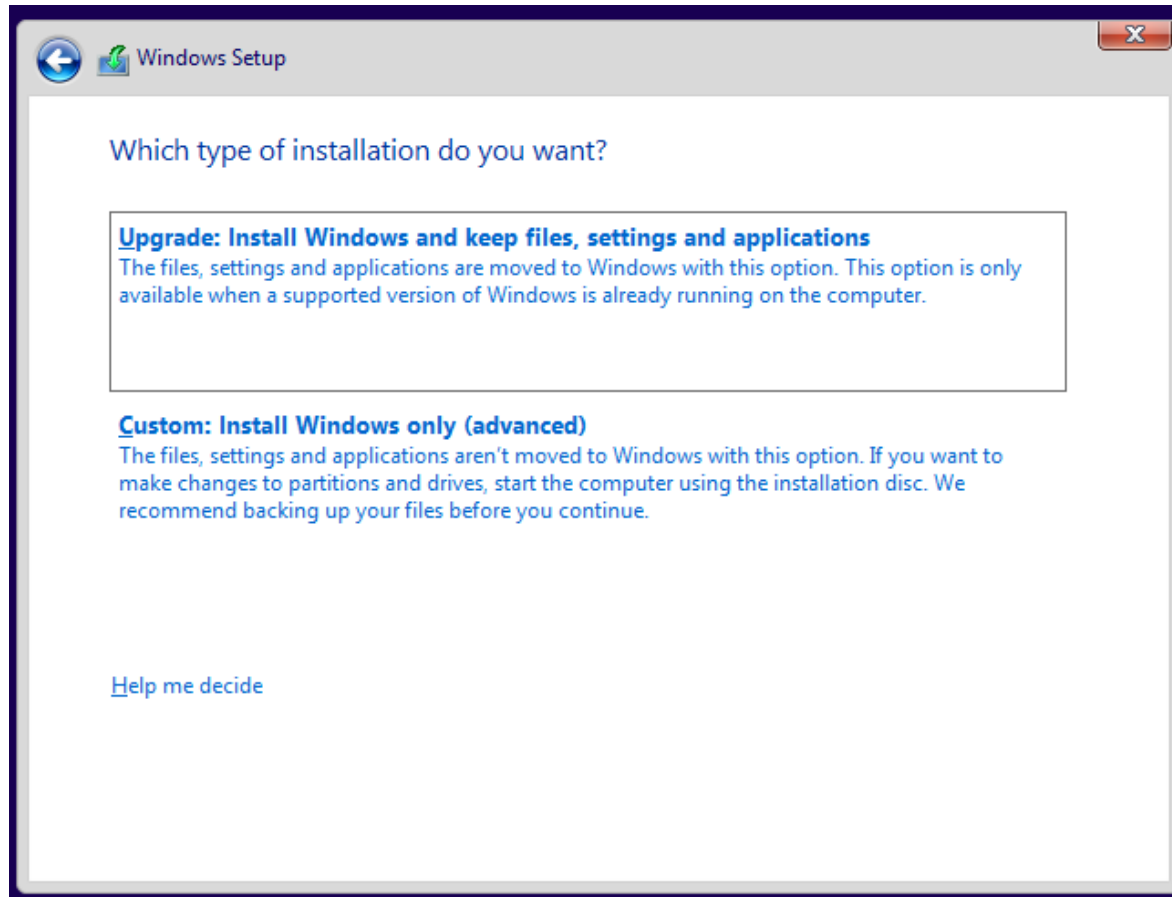 Windows Setup
Which type of installation do you want?
Upgrade: Install Windows and keep files, settings and applications
The files, settings and applications are moved to Windows with this option. This option is only
available when a supported version of Windows is already running on the computer.
Custom: Install Windows only (advanced)
The files, settings and applications aren't moved to Windows with this option. If you want to
make changes to partitions and drives, start the computer using the installation disc. We
recommend backing up your files before you continue.
Help me decide